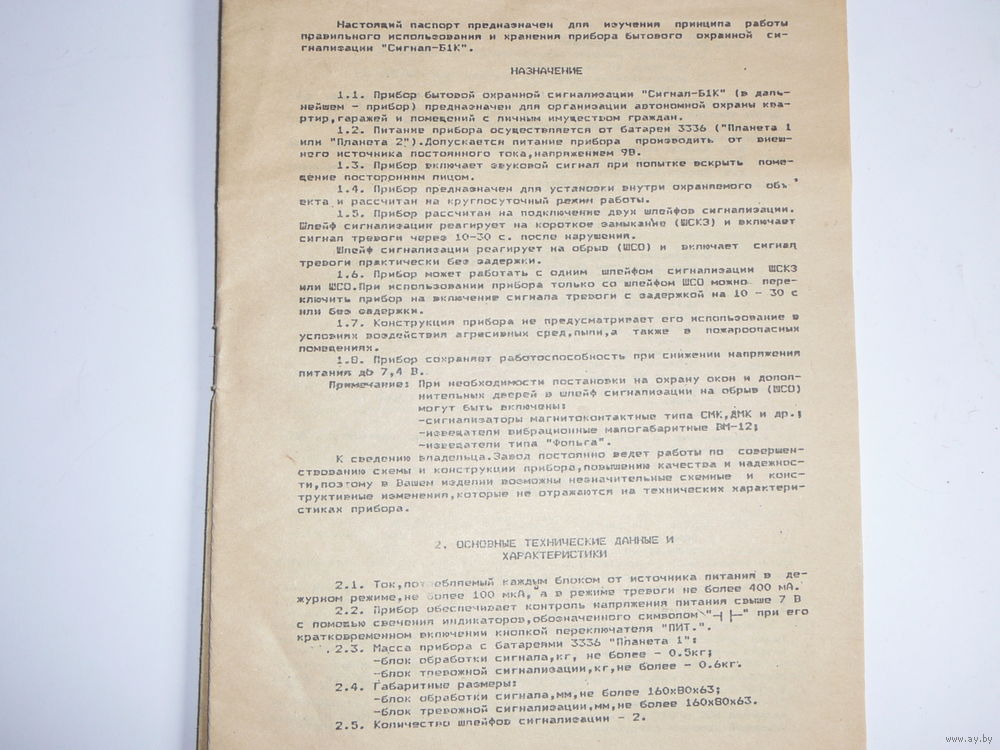 Настоящий паспорт предназначен для изучения принципа работы
правильного использования и хранения прибора бытового охранной си-
гнализации "Сигнал-Б1К".
НАЗНАЧЕНИЕ
1.1. Прибор бытовой охранной сигнализации "Сигнал-Б1К" (в даль-
нейшем - прибор) предназначен для организации автономной охраны ква-
ртир,гаражей и помещений с личным имуществом граждан.
1.2. Питание прибора осуществляется от батареи 3336 ("Планета 1
или "Планета 2").Допускается питание прибора производить от внеш-
него источника постоянного тока,напряжением 9В.
1.3. Прибор включает звуковой сигнал при попытке вскрыть поме-
щение посторонним лицом.
1.4. Прибор предназначен для установки внутри охраняемого объ
екта и рассчитан на круглосуточный режим работы.
1.5. Прибор рассчитан на подключение двух шлейфов сигнализации.
Шлейф сигнализации реагирует на короткое замыкание (ШСКЗ) и включает
сигнал тревоги через 10-30 с. после нарушения.
Шлейф сигнализации реагирует на обрыв (ШСО) и включает сигнал
тревоги практически без задержки.
1.6. Прибор может работать с одним шлейфом сигнализации ШСКЗ
или ШСО.При использовании прибора только со шлейфом ШСО можно пере-
ключить прибор на включение сигнала тревоги с задержкой на 10 - 30 с
или без задержки.
1.7. Конструкция прибора не предусматривает его использование в
условиях воздействия агресивных сред,пыли,а также в пожароопасных
помещениях.
1.8. Прибор сохраняет работоспособность при снижении напряжения
питания до 7,4 В.
Примечание: При необходимости постановки на охрану окон и допол-
нительных дверей в шлейф сигнализации на обрыв (ШСО)
могут быть включены:
-сигнализаторы магнитоконтактные типа СМК,ДМК и др.;
-извещатели вибрационные малогабаритные ВМ-12;
-извещатели типа "Фольга".
К сведению владельца.Завод постоянно ведет работы по совершен-
ствованию схемы и конструкции прибора,повышению качества и надежнос-
ти,поэтому в Вашем изделии возможны незначительные схемные и конс-
труктивные изменения,которые не отражаются на технических характери-
стиках прибора.
2. ОСНОВНЫЕ ТЕХНИЧЕСКИЕ ДАННЫЕ И
ХАРАКТЕРИСТИКИ
2.1. Ток,потребляемый каждым блоком от источника питания в де-
журном режиме,не более 100 мкА, а в режиме тревоги не более 400 мА.
2.2. Прибор обеспечивает контроль напряжения питания свыше 7 В
с помощью свечения индикаторов,обозначенного символом "⊣ ⊢" при его
кратковременном включении кнопкой переключателя "ПИТ.".
2.3. Масса прибора с батареями 3336 "Планета 1":
-блок обработки сигнала,кг, не более - 0.5кг;
-блок тревожной сигнализации,кг,не более - 0.6кг.
2.4. Габаритные размеры:
-блок обработки сигнала,мм,не более 160х80х63;
-блок тревожной сигнализации,мм,не более 160х80х63.
2.5. Количество шлейфов сигнализации - 2.
www.ay.by